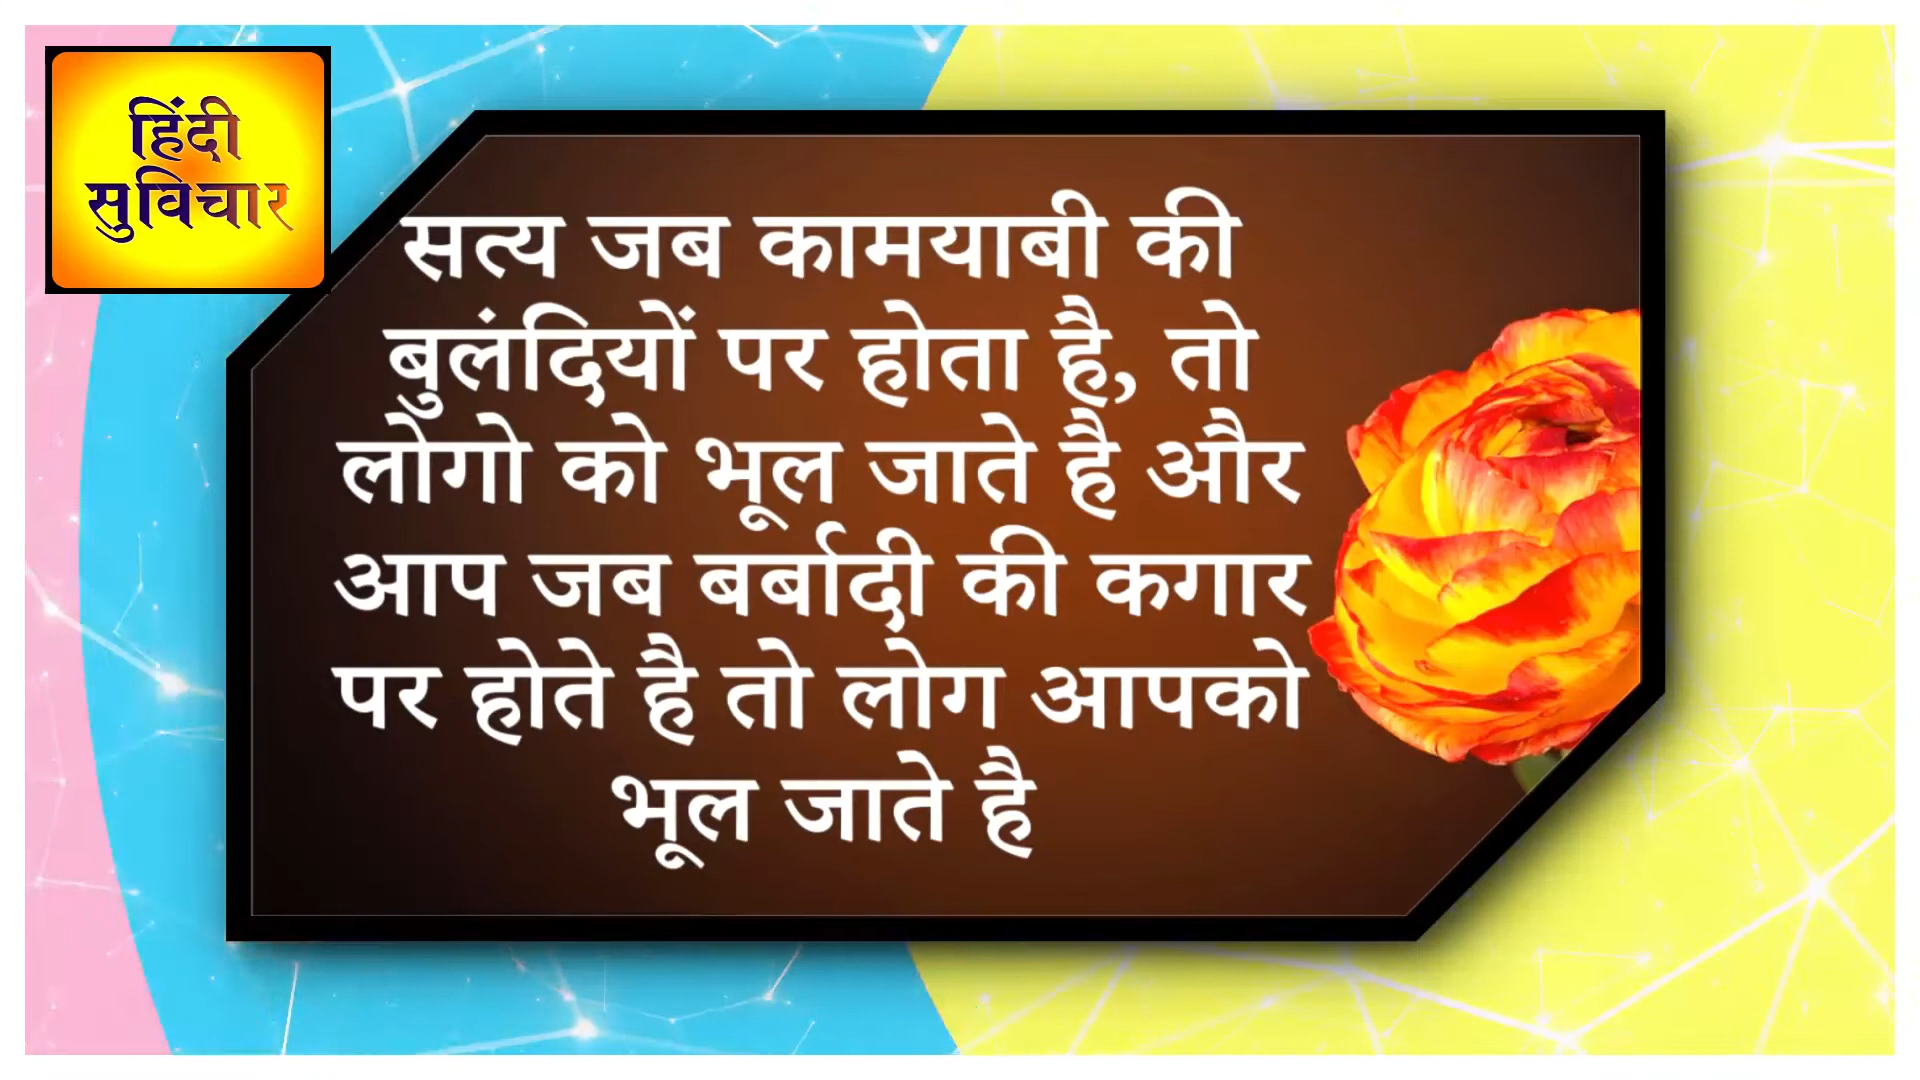 हिंदी
सुविचार
सत्य जब कामयाबी की
बुलंदियों पर होता है, तो
लोगो को भूल जाते है और
आप जब बर्बादी की कगार
पर होते है तो लोग आपको
भूल जाते है